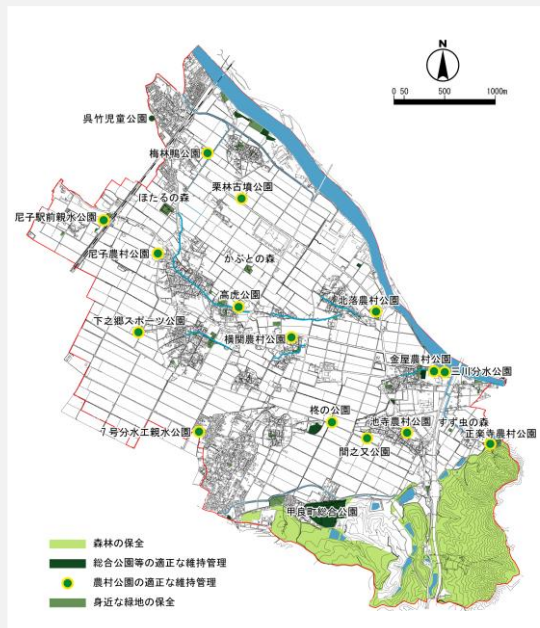 N
0 50 500 1000m
呉竹児童公園
梅林鴨公園
栗林古墳公園
ほたるの森
尼子駅前親水公園
尼子農村公園
かぶとの森
高虎公園
北落農村公園
下之郷スポーツ公園
横関農村公園
金屋農村公園
三川分水公園
柊の公園
池寺農村公園
すず虫の森
7号分水工親水公園
間之又公園
正楽寺農村公園
甲良町総合公園
森林の保全
総合公園等の適正な維持管理
農村公園の適正な維持管理
身近な緑地の保全